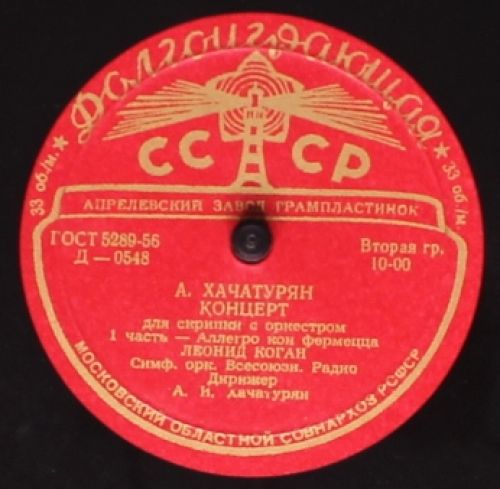 Долгоиграющая
33 об/м.
33 об/м.
СССР
АПРЕЛЕВСКИЙ ЗАВОД ГРАМПЛАСТИНОК
ГОСТ 5289-56
Д — 0548
Вторая гр.
10-00
А. ХАЧАТУРЯН
КОНЦЕРТ
для скрипки с оркестром
1 часть — Аллегро кон фермецца
ЛЕОНИД КОГАН
Симф. орк. Всесоюзн. Радио
Дирижер
А. И. Хачатурян
МОСКОВСКИЙ ОБЛАСТНОЙ СОВНАРХОЗ РСФСР